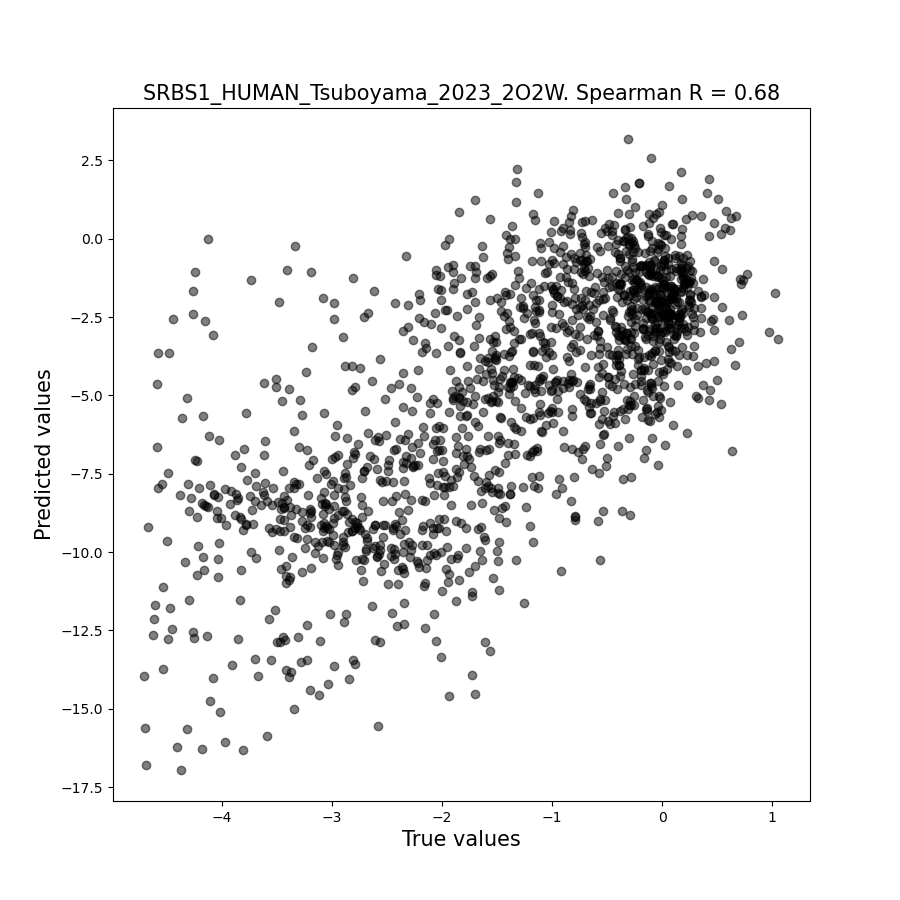 SRBS1_HUMAN_Tsuboyama_2023_2O2W. Spearman R = 0.68
2.5
0.0
−2.5
−5.0
−7.5
−10.0
−12.5
−15.0
−17.5
Predicted values
−4 −3 −2 −1 0 1
True values